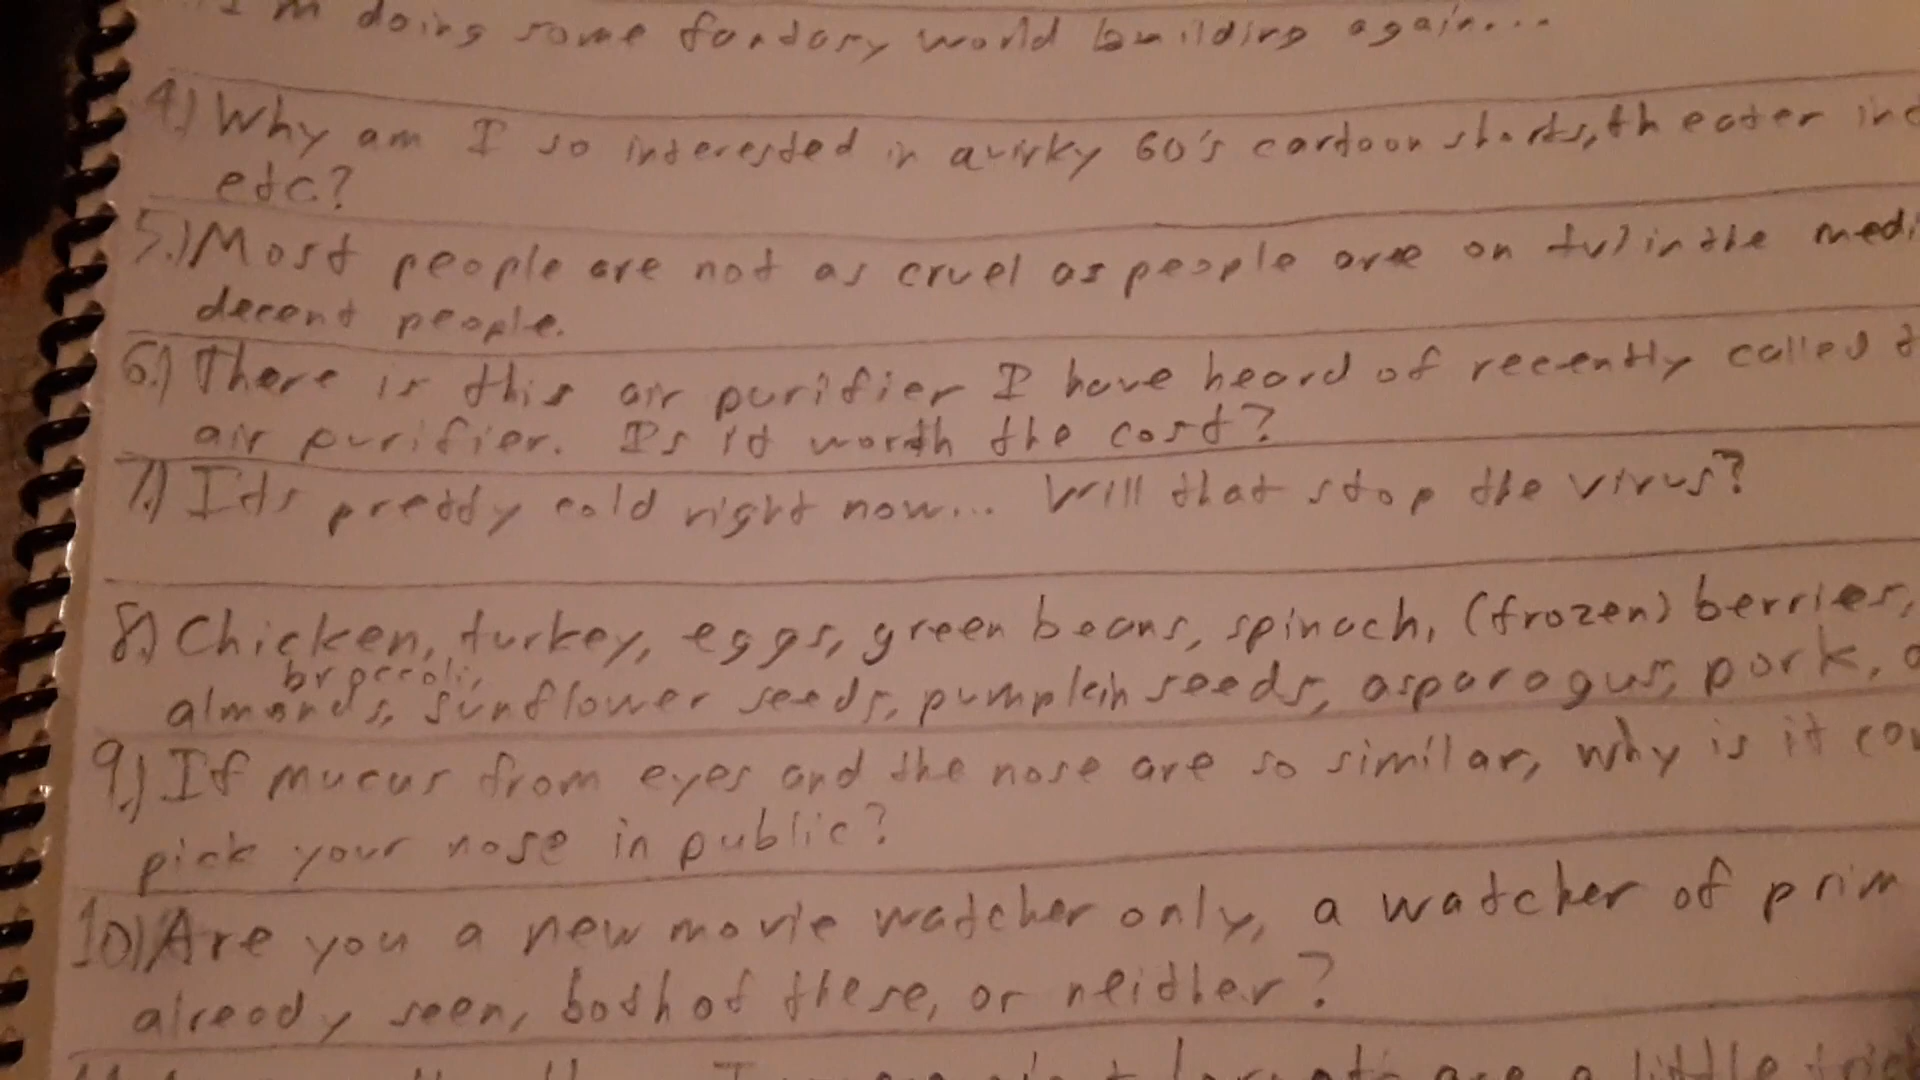 I'm doing some fantasy world building again...
4.) Why am I so interested in quirky 60's cartoon shorts, theater
etc?
5.) Most people are not as cruel as people are on tv/in the medi
decent people.
6.) There is this air purifier I have heard of recently called
air purifier. Is it worth the cost?
7.) It's pretty cold right now... Will that stop the virus?
8.) Chicken, turkey, eggs, green beans, spinach, (frozen) berries,
broccoli,
almonds, sunflower seeds, pumpkin seeds, asparagus, pork,
9.) If mucus from eyes and the nose are so similar, why is it
pick your nose in public?
10.) Are you a new movie watcher only, a watcher of
already seen, both of these, or neither?
are a little